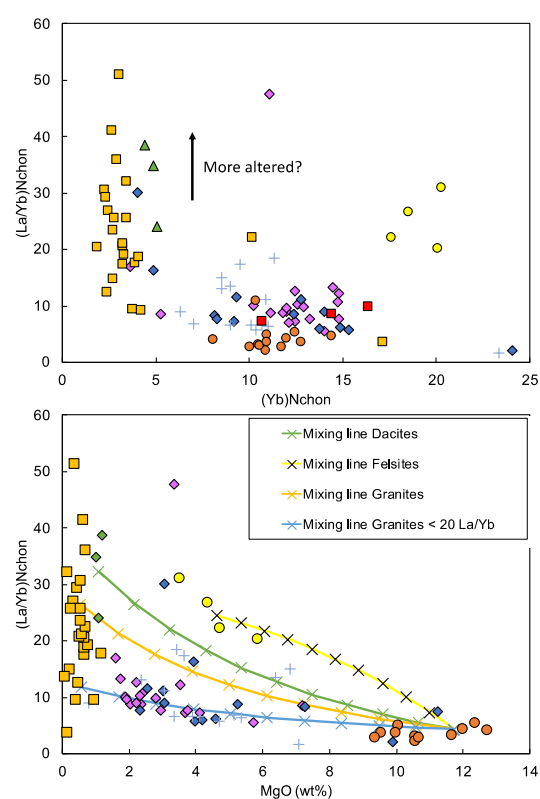 60
50
40
30
20
10
0
(La/Yb)Nchon
More altered?
0 5 10 15 20 25
(Yb)Nchon
60
50
40
30
20
10
0
(La/Yb)Nchon
Mixing line Dacites
Mixing line Felsites
Mixing line Granites
Mixing line Granites < 20 La/Yb
0 2 4 6 8 10 12 14
MgO (wt%)